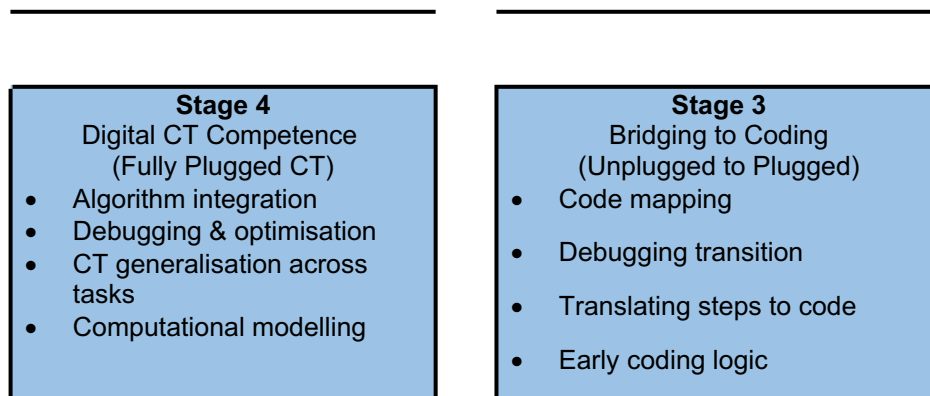 Stage 4
Digital CT Competence
(Fully Plugged CT)
• Algorithm integration
• Debugging & optimisation
• CT generalisation across
tasks
• Computational modelling
Stage 3
Bridging to Coding
(Unplugged to Plugged)
• Code mapping
• Debugging transition
• Translating steps to code
• Early coding logic